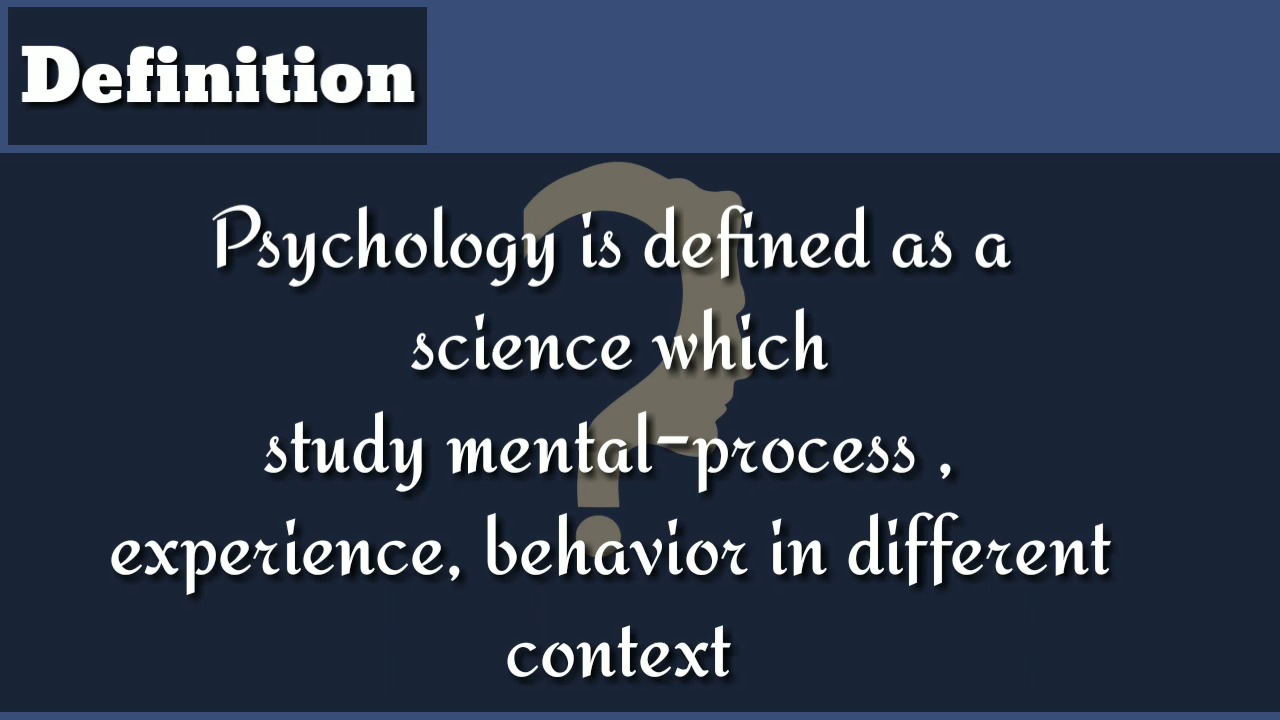 Definition
Psychology is defined as a
science which
study mental-process ,
experience, behavior in different
context